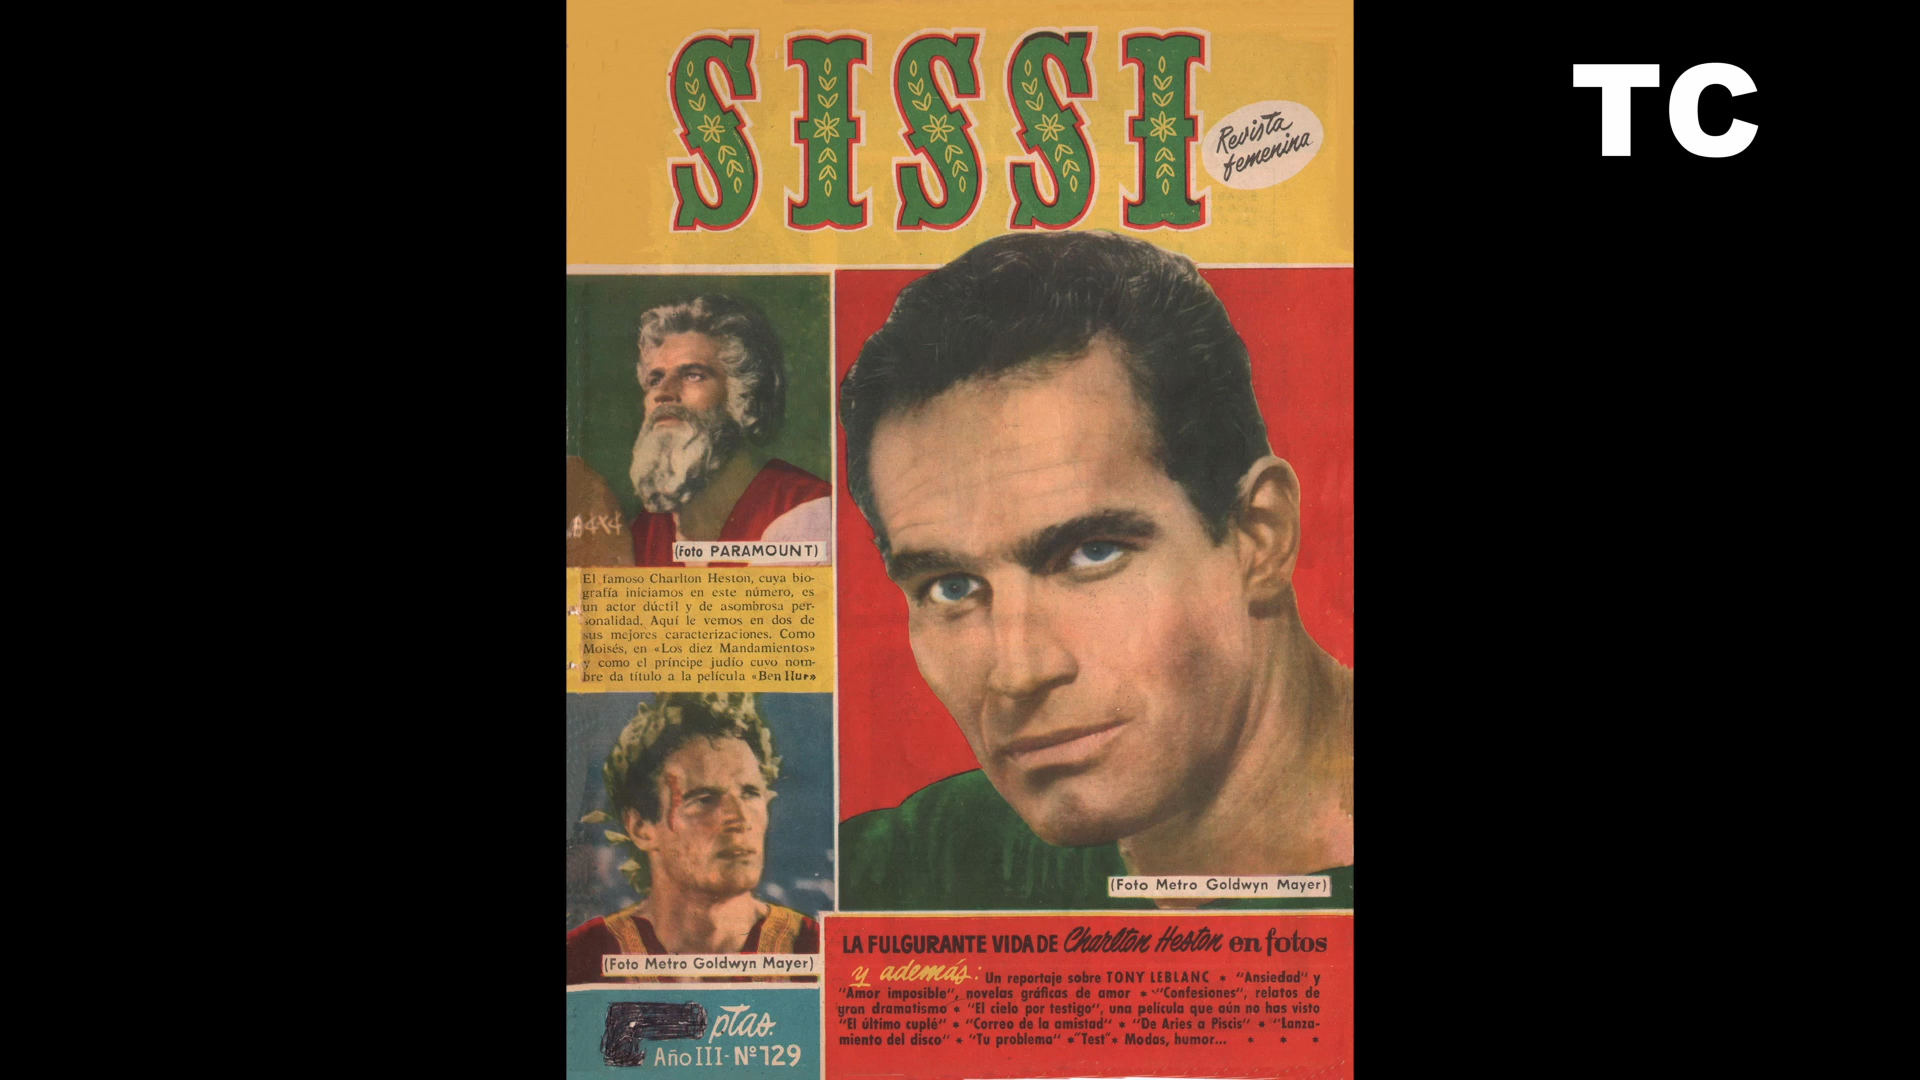 SISSI
Revista
femenina
TC
(Foto PARAMOUNT)
El famoso Charlton Heston, cuya bio-
grafía iniciamos en este número, es
un actor dúctil y de asombrosa per-
sonalidad. Aquí le vemos en dos de
sus mejores caracterizaciones. Como
Moisés, en «Los diez Mandamientos»
y como el príncipe judío cuyo nom-
bre da título a la película «Ben Hur»
(Foto Metro Goldwyn Mayer)
(Foto Metro Goldwyn Mayer)
ptas.
Año III - Nº 129
LA FULGURANTE VIDA DE Charlton Heston en fotos
y además: Un reportaje sobre TONY LEBLANC * "Ansiedad" y
"Amor imposible", novelas gráficas de amor * "Confesiones", relatos de
gran dramatismo * "El cielo por testigo", una película que aún no has visto
"El último cuplé" * "Correo de la amistad" * "De Aries a Piscis" * "Lanza-
miento del disco" * "Tu problema" * "Test" * Modas, humor... * * *